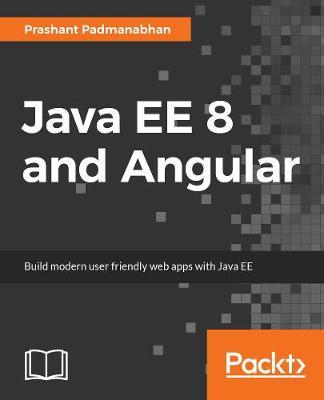 Prashant Padmanabhan
Java EE 8
and Angular
Build modern user friendly web apps with Java EE
Packt>